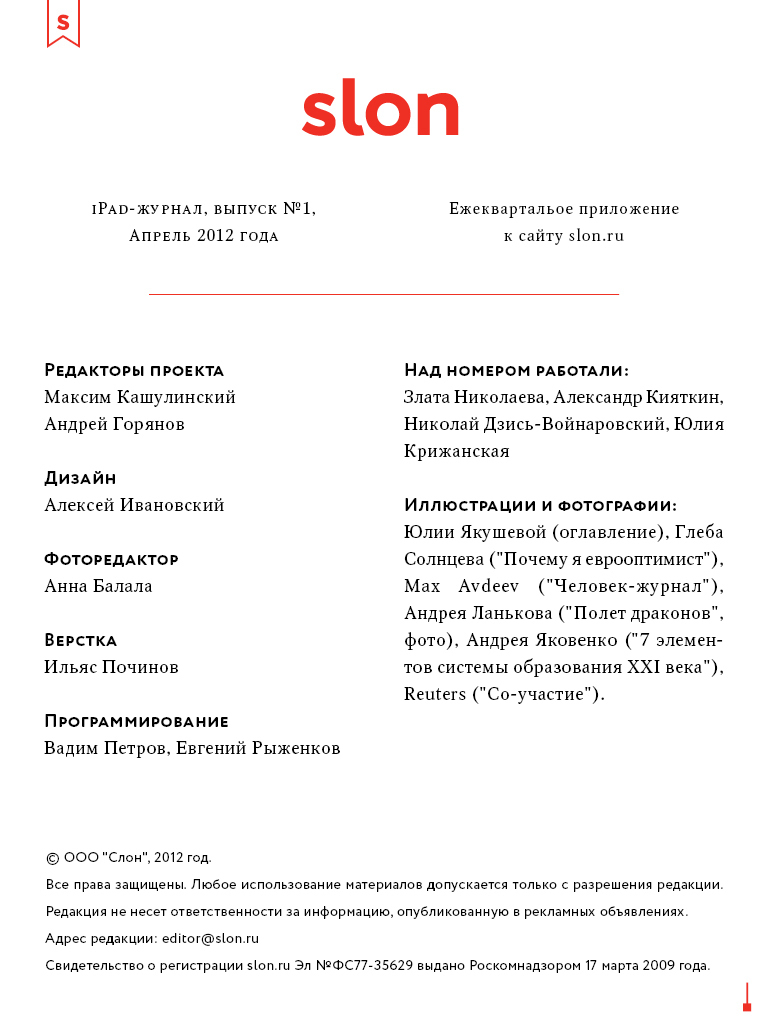 s
slon
iPad-журнал, выпуск №1,
Апрель 2012 года
Ежеквартальое приложение
к сайту slon.ru
Редакторы проекта
Максим Кашулинский
Андрей Горянов
Дизайн
Алексей Ивановский
Фоторедактор
Анна Балала
Верстка
Ильяс Починов
Программирование
Вадим Петров, Евгений Рыженков
Над номером работали:
Злата Николаева, Александр Кияткин,
Николай Дзись-Войнаровский, Юлия
Крижанская
Иллюстрации и фотографии:
Юлии Якушевой (оглавление), Глеба
Солнцева ("Почему я еврооптимист"),
Max Avdeev ("Человек-журнал"),
Андрея Ланькова ("Полет драконов",
фото), Андрея Яковенко ("7 элемен-
тов системы образования XXI века"),
Reuters ("Со-участие").
© ООО "Слон", 2012 год.
Все права защищены. Любое использование материалов допускается только с разрешения редакции.
Редакция не несет ответственности за информацию, опубликованную в рекламных объявлениях.
Адрес редакции: editor@slon.ru
Свидетельство о регистрации slon.ru Эл №ФС77-35629 выдано Роскомнадзором 17 марта 2009 года.